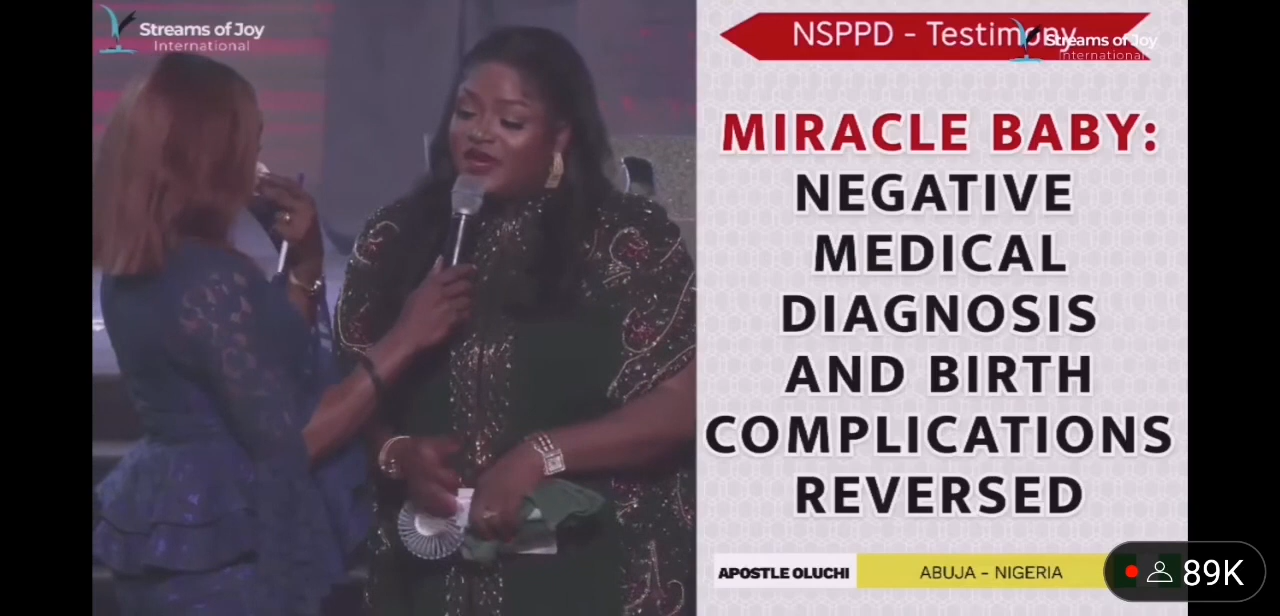 Streams of Joy
International
NSPPD - Testimony
Streams of Joy
International
MIRACLE BABY:
NEGATIVE
MEDICAL
DIAGNOSIS
AND BIRTH
COMPLICATIONS
REVERSED
APOSTLE OLUCHI
ABUJA - NIGERIA
89K